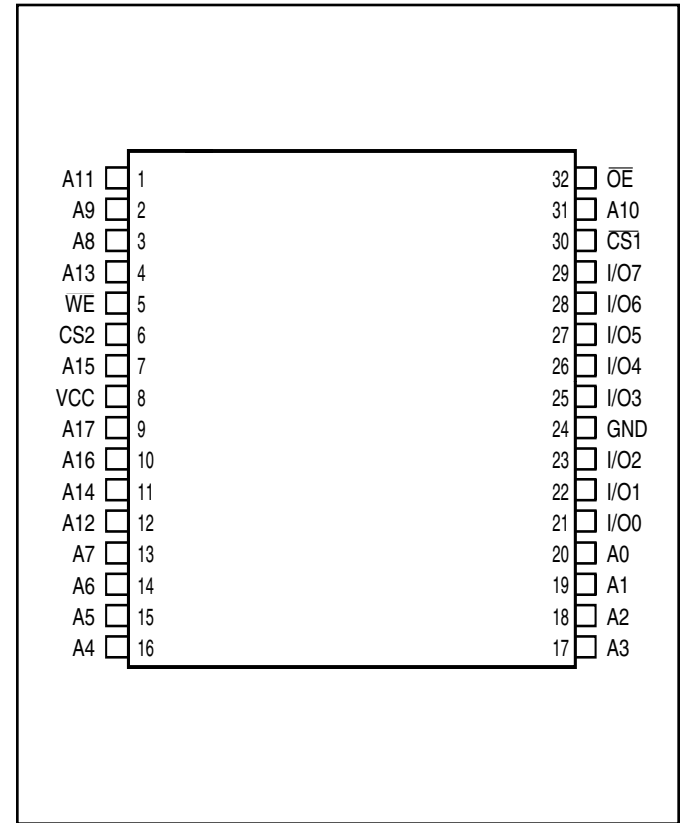 A11 1 32 O̅E̅
A9 2 31 A10
A8 3 30 C̅S̅1̅
A13 4 29 I/O7
W̅E̅ 5 28 I/O6
CS2 6 27 I/O5
A15 7 26 I/O4
VCC 8 25 I/O3
A17 9 24 GND
A16 10 23 I/O2
A14 11 22 I/O1
A12 12 21 I/O0
A7 13 20 A0
A6 14 19 A1
A5 15 18 A2
A4 16 17 A3